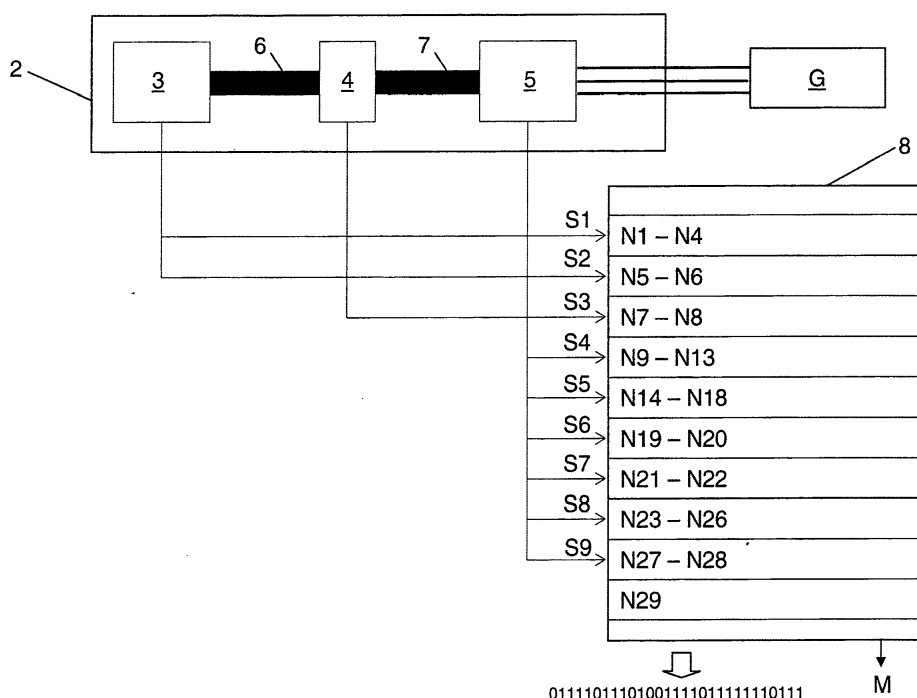 2
3
6
4
7
5
G
8
S1
N1 – N4
S2
N5 – N6
S3
N7 – N8
S4
N9 – N13
S5
N14 – N18
S6
N19 – N20
S7
N21 – N22
S8
N23 – N26
S9
N27 – N28
N29
01111011101001111011111110111
M